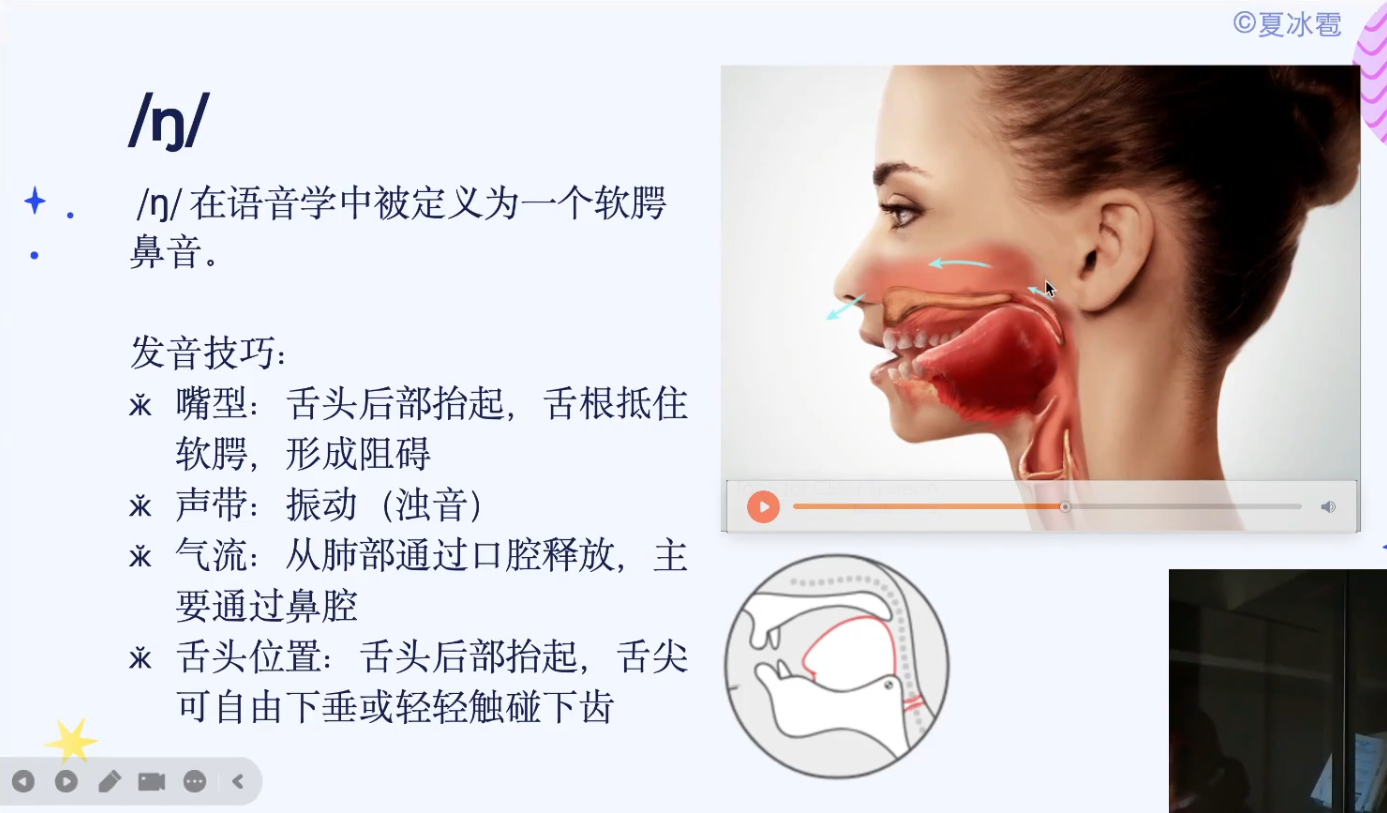 ©夏冰雹
/ŋ/
/ŋ/ 在语音学中被定义为一个软腭
鼻音。
发音技巧：
嘴型：舌头后部抬起，舌根抵住
软腭，形成阻碍
声带：振动（浊音）
气流：从肺部通过口腔释放，主
要通过鼻腔
舌头位置：舌头后部抬起，舌尖
可自由下垂或轻轻触碰下齿